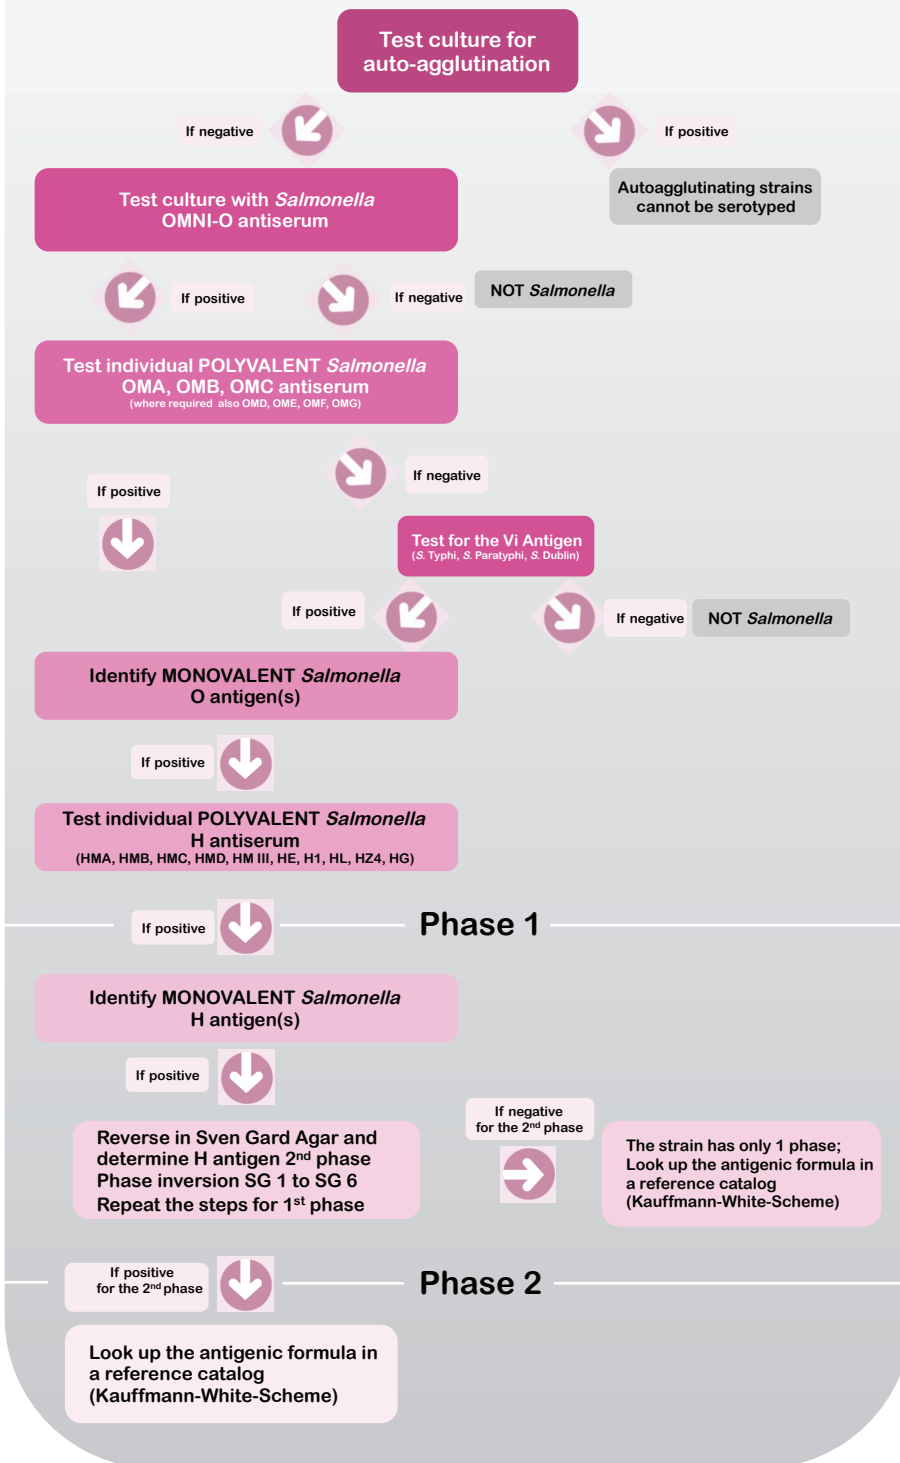 Test culture for
auto-agglutination
If negative
If positive
Test culture with Salmonella
OMNI-O antiserum
Autoagglutinating strains
cannot be serotyped
If positive
If negative
NOT Salmonella
Test individual POLYVALENT Salmonella
OMA, OMB, OMC antiserum
(where required also OMD, OME, OMF, OMG)
If positive
If negative
Test for the Vi Antigen
(S. Typhi, S. Paratyphi, S. Dublin)
If positive
If negative
NOT Salmonella
Identify MONOVALENT Salmonella
O antigen(s)
If positive
Test individual POLYVALENT Salmonella
H antiserum
(HMA, HMB, HMC, HMD, HM III, HE, H1, HL, HZ4, HG)
If positive
Phase 1
Identify MONOVALENT Salmonella
H antigen(s)
If positive
Reverse in Sven Gard Agar and
determine H antigen 2nd phase
Phase inversion SG 1 to SG 6
Repeat the steps for 1st phase
If negative
for the 2nd phase
The strain has only 1 phase;
Look up the antigenic formula in
a reference catalog
(Kauffmann-White-Scheme)
If positive
for the 2nd phase
Phase 2
Look up the antigenic formula in
a reference catalog
(Kauffmann-White-Scheme)